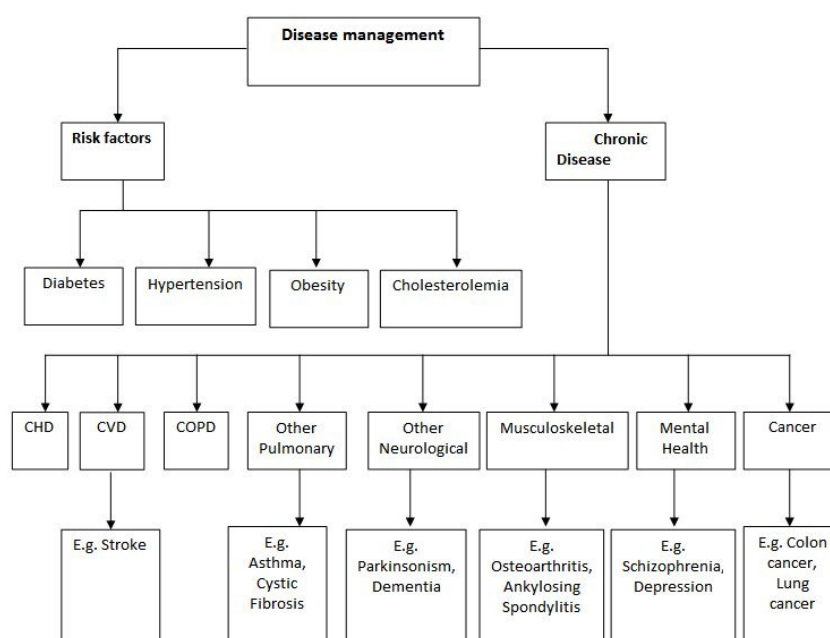 Disease management
Risk factors
Chronic
Disease
Diabetes
Hypertension
Obesity
Cholesterolemia
CHD
CVD
COPD
Other
Pulmonary
Other
Neurological
Musculoskeletal
Mental
Health
Cancer
E.g. Stroke
E.g.
Asthma,
Cystic
Fibrosis
E.g.
Parkinsonism,
Dementia
E.g.
Osteoarthritis,
Ankylosing
Spondylitis
E.g.
Schizophrenia,
Depression
E.g. Colon
cancer,
Lung
cancer